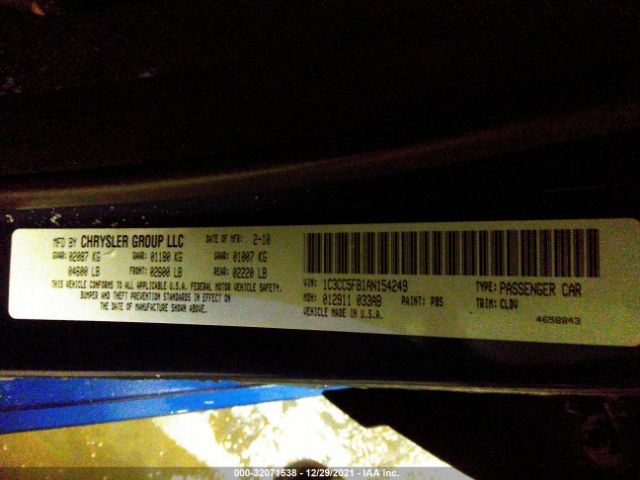 MFD BY CHRYSLER GROUP LLC DATE OF MFR: 2-10
GVWR: 02087 KG GAWR: 01180 KG GAWR: 01007 KG
04600 LB FRONT: 02600 LB REAR: 02220 LB
THIS VEHICLE CONFORMS TO ALL APPLICABLE U.S.A. FEDERAL MOTOR VEHICLE SAFETY,
BUMPER AND THEFT PREVENTION STANDARDS IN EFFECT ON
THE DATE OF MANUFACTURE SHOWN ABOVE.
VIN: 1C3CC5FB1AN154249 TYPE: PASSENGER CAR
MDH: 012911 033AB PAINT: PBS TRIM: CLDV
VEHICLE MADE IN U.S.A. 4658843
000-32071538 - 12/29/2021 - IAA Inc.